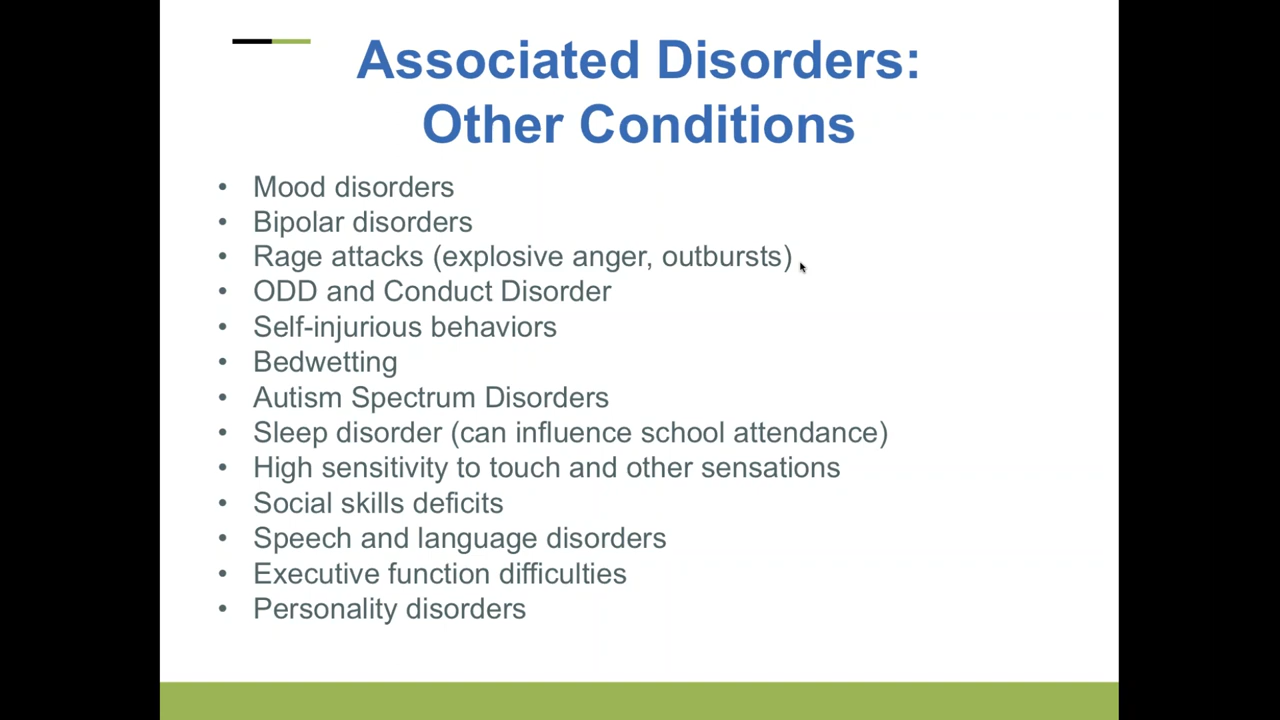 Associated Disorders:
Other Conditions
• Mood disorders
• Bipolar disorders
• Rage attacks (explosive anger, outbursts)
• ODD and Conduct Disorder
• Self-injurious behaviors
• Bedwetting
• Autism Spectrum Disorders
• Sleep disorder (can influence school attendance)
• High sensitivity to touch and other sensations
• Social skills deficits
• Speech and language disorders
• Executive function difficulties
• Personality disorders